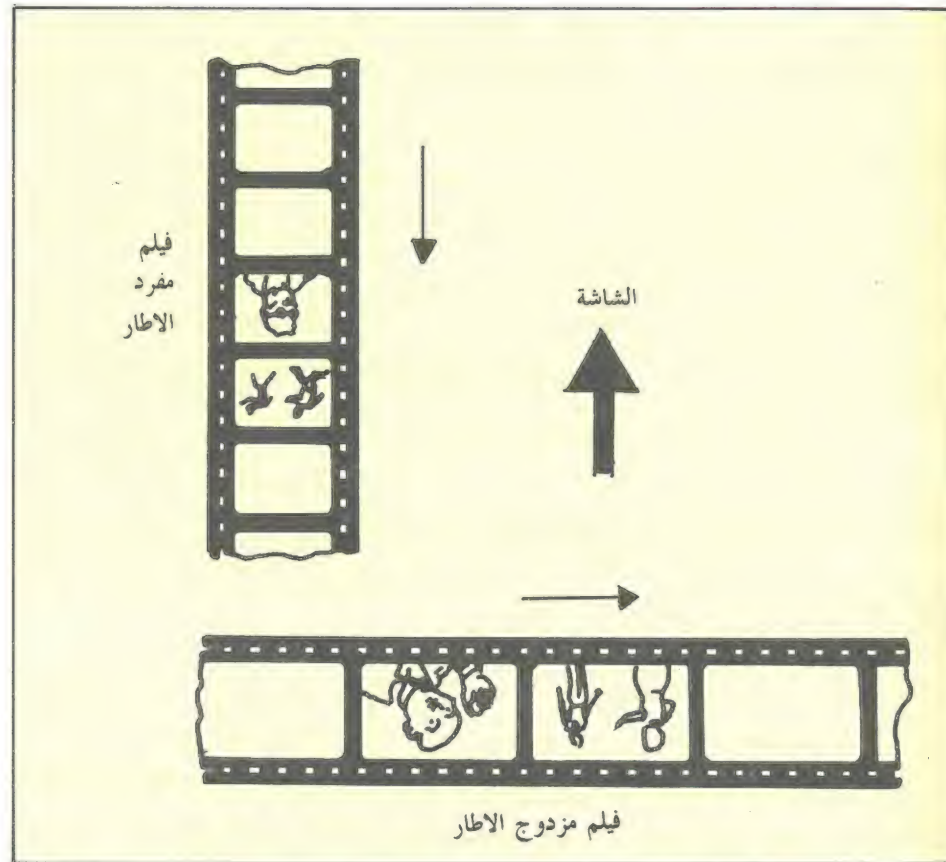 فيلم
مفرد
الاطار
الشاشة
فيلم مزدوج الاطار